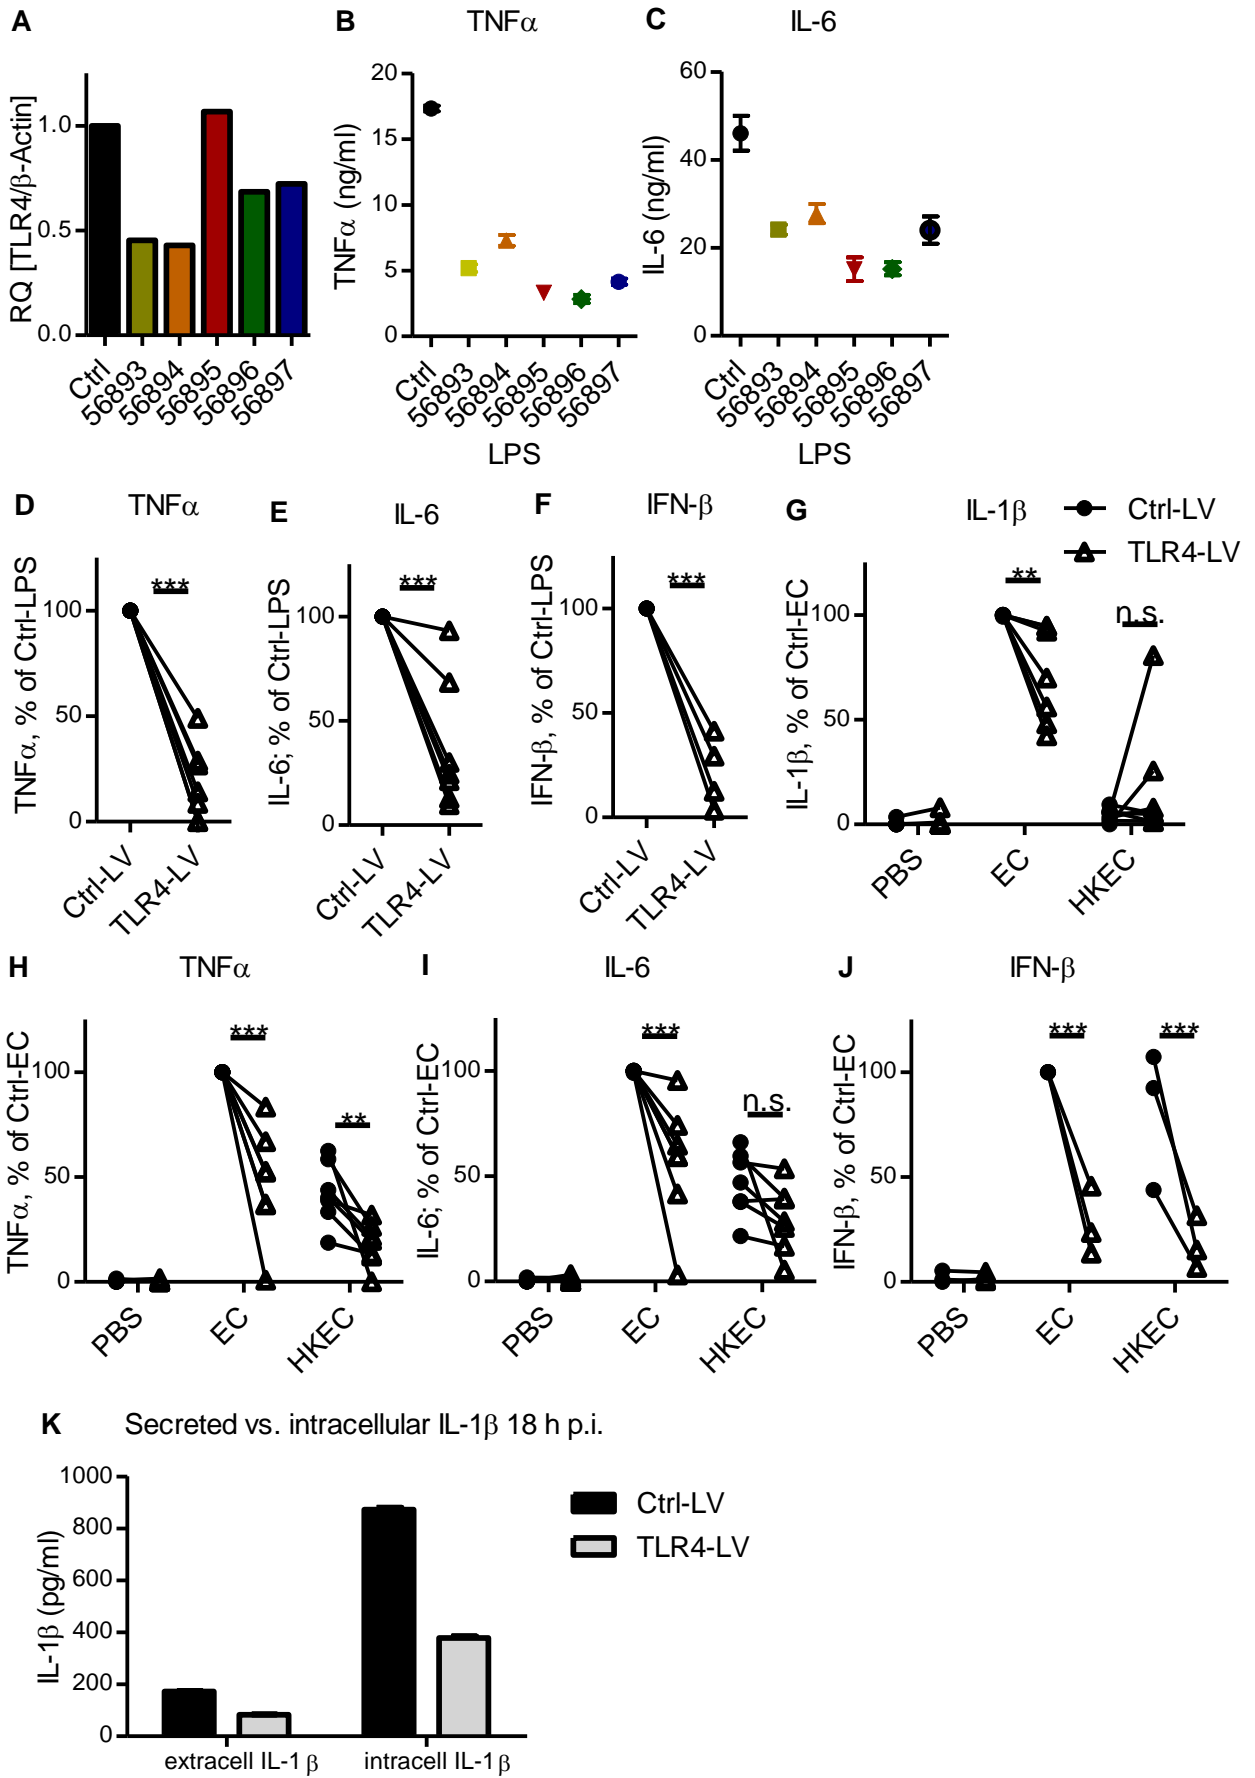 A
B TNFα
C IL-6
RQ [TLR4/β-Actin]
1.0
0.5
0.0
Ctrl
56893
56894
56895
56896
56897
TNFα (ng/ml)
20
15
10
5
0
Ctrl
56893
56894
56895
56896
56897
LPS
IL-6 (ng/ml)
60
40
20
0
Ctrl
56893
56894
56895
56896
56897
LPS
D TNFα
TNFα, % of Ctrl-LPS
100
50
0
***
Ctrl-LV
TLR4-LV
E IL-6
IL-6; % of Ctrl-LPS
100
50
0
***
Ctrl-LV
TLR4-LV
F IFN-β
IFN-β, % of Ctrl-LPS
100
50
0
***
Ctrl-LV
TLR4-LV
G IL-1β
Ctrl-LV
TLR4-LV
IL-1β, % of Ctrl-EC
100
50
0
**
n.s.
PBS
EC
HKEC
H TNFα
TNFα, % of Ctrl-EC
100
50
0
***
**
PBS
EC
HKEC
I IL-6
IL-6; % of Ctrl-EC
100
50
0
***
n.s.
PBS
EC
HKEC
J IFN-β
IFN-β, % of Ctrl-EC
100
50
0
***
***
PBS
EC
HKEC
K Secreted vs. intracellular IL-1β 18 h p.i.
IL-1β (pg/ml)
1000
800
600
400
200
0
extracell IL-1β
intracell IL-1β
Ctrl-LV
TLR4-LV